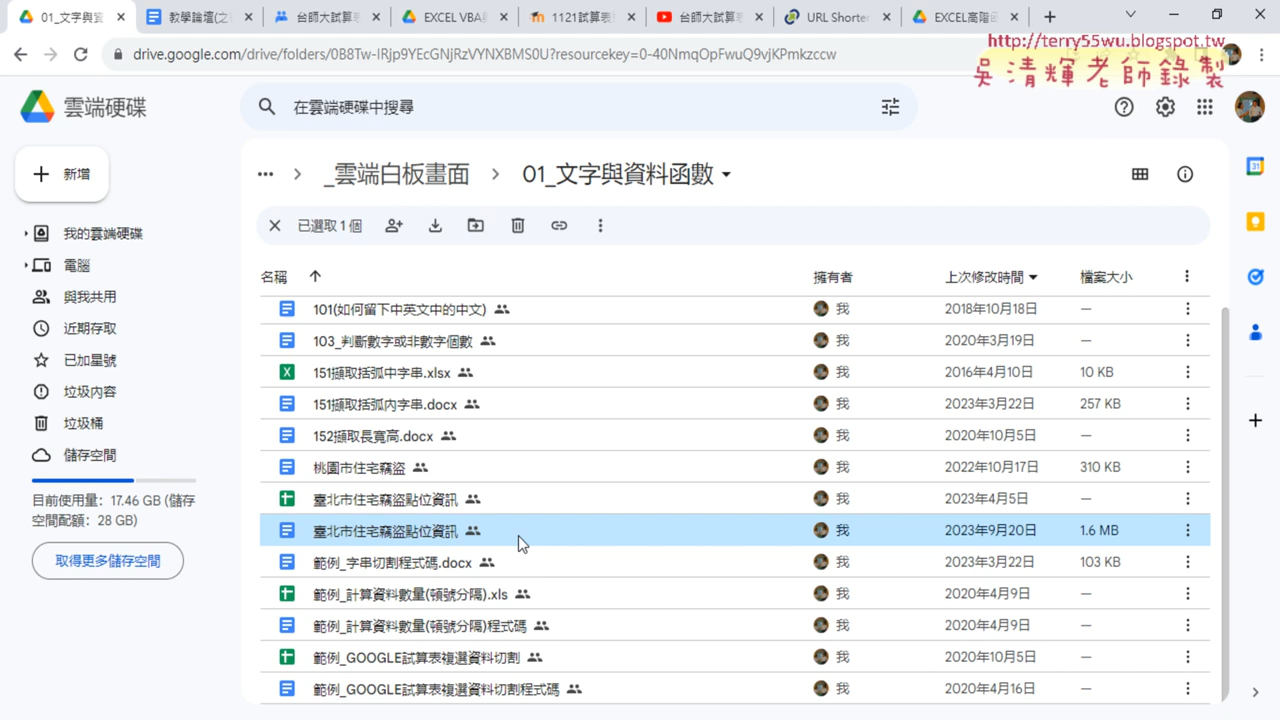 01_文字與資
教學論壇(之
台師大試算
EXCEL VBA
1121試算表
台師大試算
URL Shorte
EXCEL高階
drive.google.com/drive/folders/0B8Tw-IRjp9YEcGNjRzVYNXBMS0U?resourcekey=0-40NmqOpFwuQ9vjKPmkzccw
http://terry55wu.blogspot.tw
吳清輝老師錄製
雲端硬碟
在雲端硬碟中搜尋
新增
我的雲端硬碟
電腦
與我共用
近期存取
已加星號
垃圾內容
垃圾桶
儲存空間
目前使用量: 17.46 GB (儲存
空間配額: 28 GB)
取得更多儲存空間
_雲端白板畫面 > 01_文字與資料函數
已選取 1 個
名稱 擁有者 上次修改時間 檔案大小
101(如何留下中英文中的中文) 我 2018年10月18日 —
103_判斷數字或非數字個數 我 2020年3月19日 —
151擷取括弧中字串.xlsx 我 2016年4月10日 10 KB
151擷取括弧內字串.docx 我 2023年3月22日 257 KB
152擷取長寬高.docx 我 2020年10月5日 —
桃園市住宅竊盜 我 2022年10月17日 310 KB
臺北市住宅竊盜點位資訊 我 2023年4月5日 —
臺北市住宅竊盜點位資訊 我 2023年9月20日 1.6 MB
範例_字串切割程式碼.docx 我 2023年3月22日 103 KB
範例_計算資料數量(頓號分隔).xls 我 2020年4月9日 —
範例_計算資料數量(頓號分隔)程式碼 我 2020年4月9日 —
範例_GOOGLE試算表複選資料切割 我 2020年10月5日 —
範例_GOOGLE試算表複選資料切割程式碼 我 2020年4月16日 —